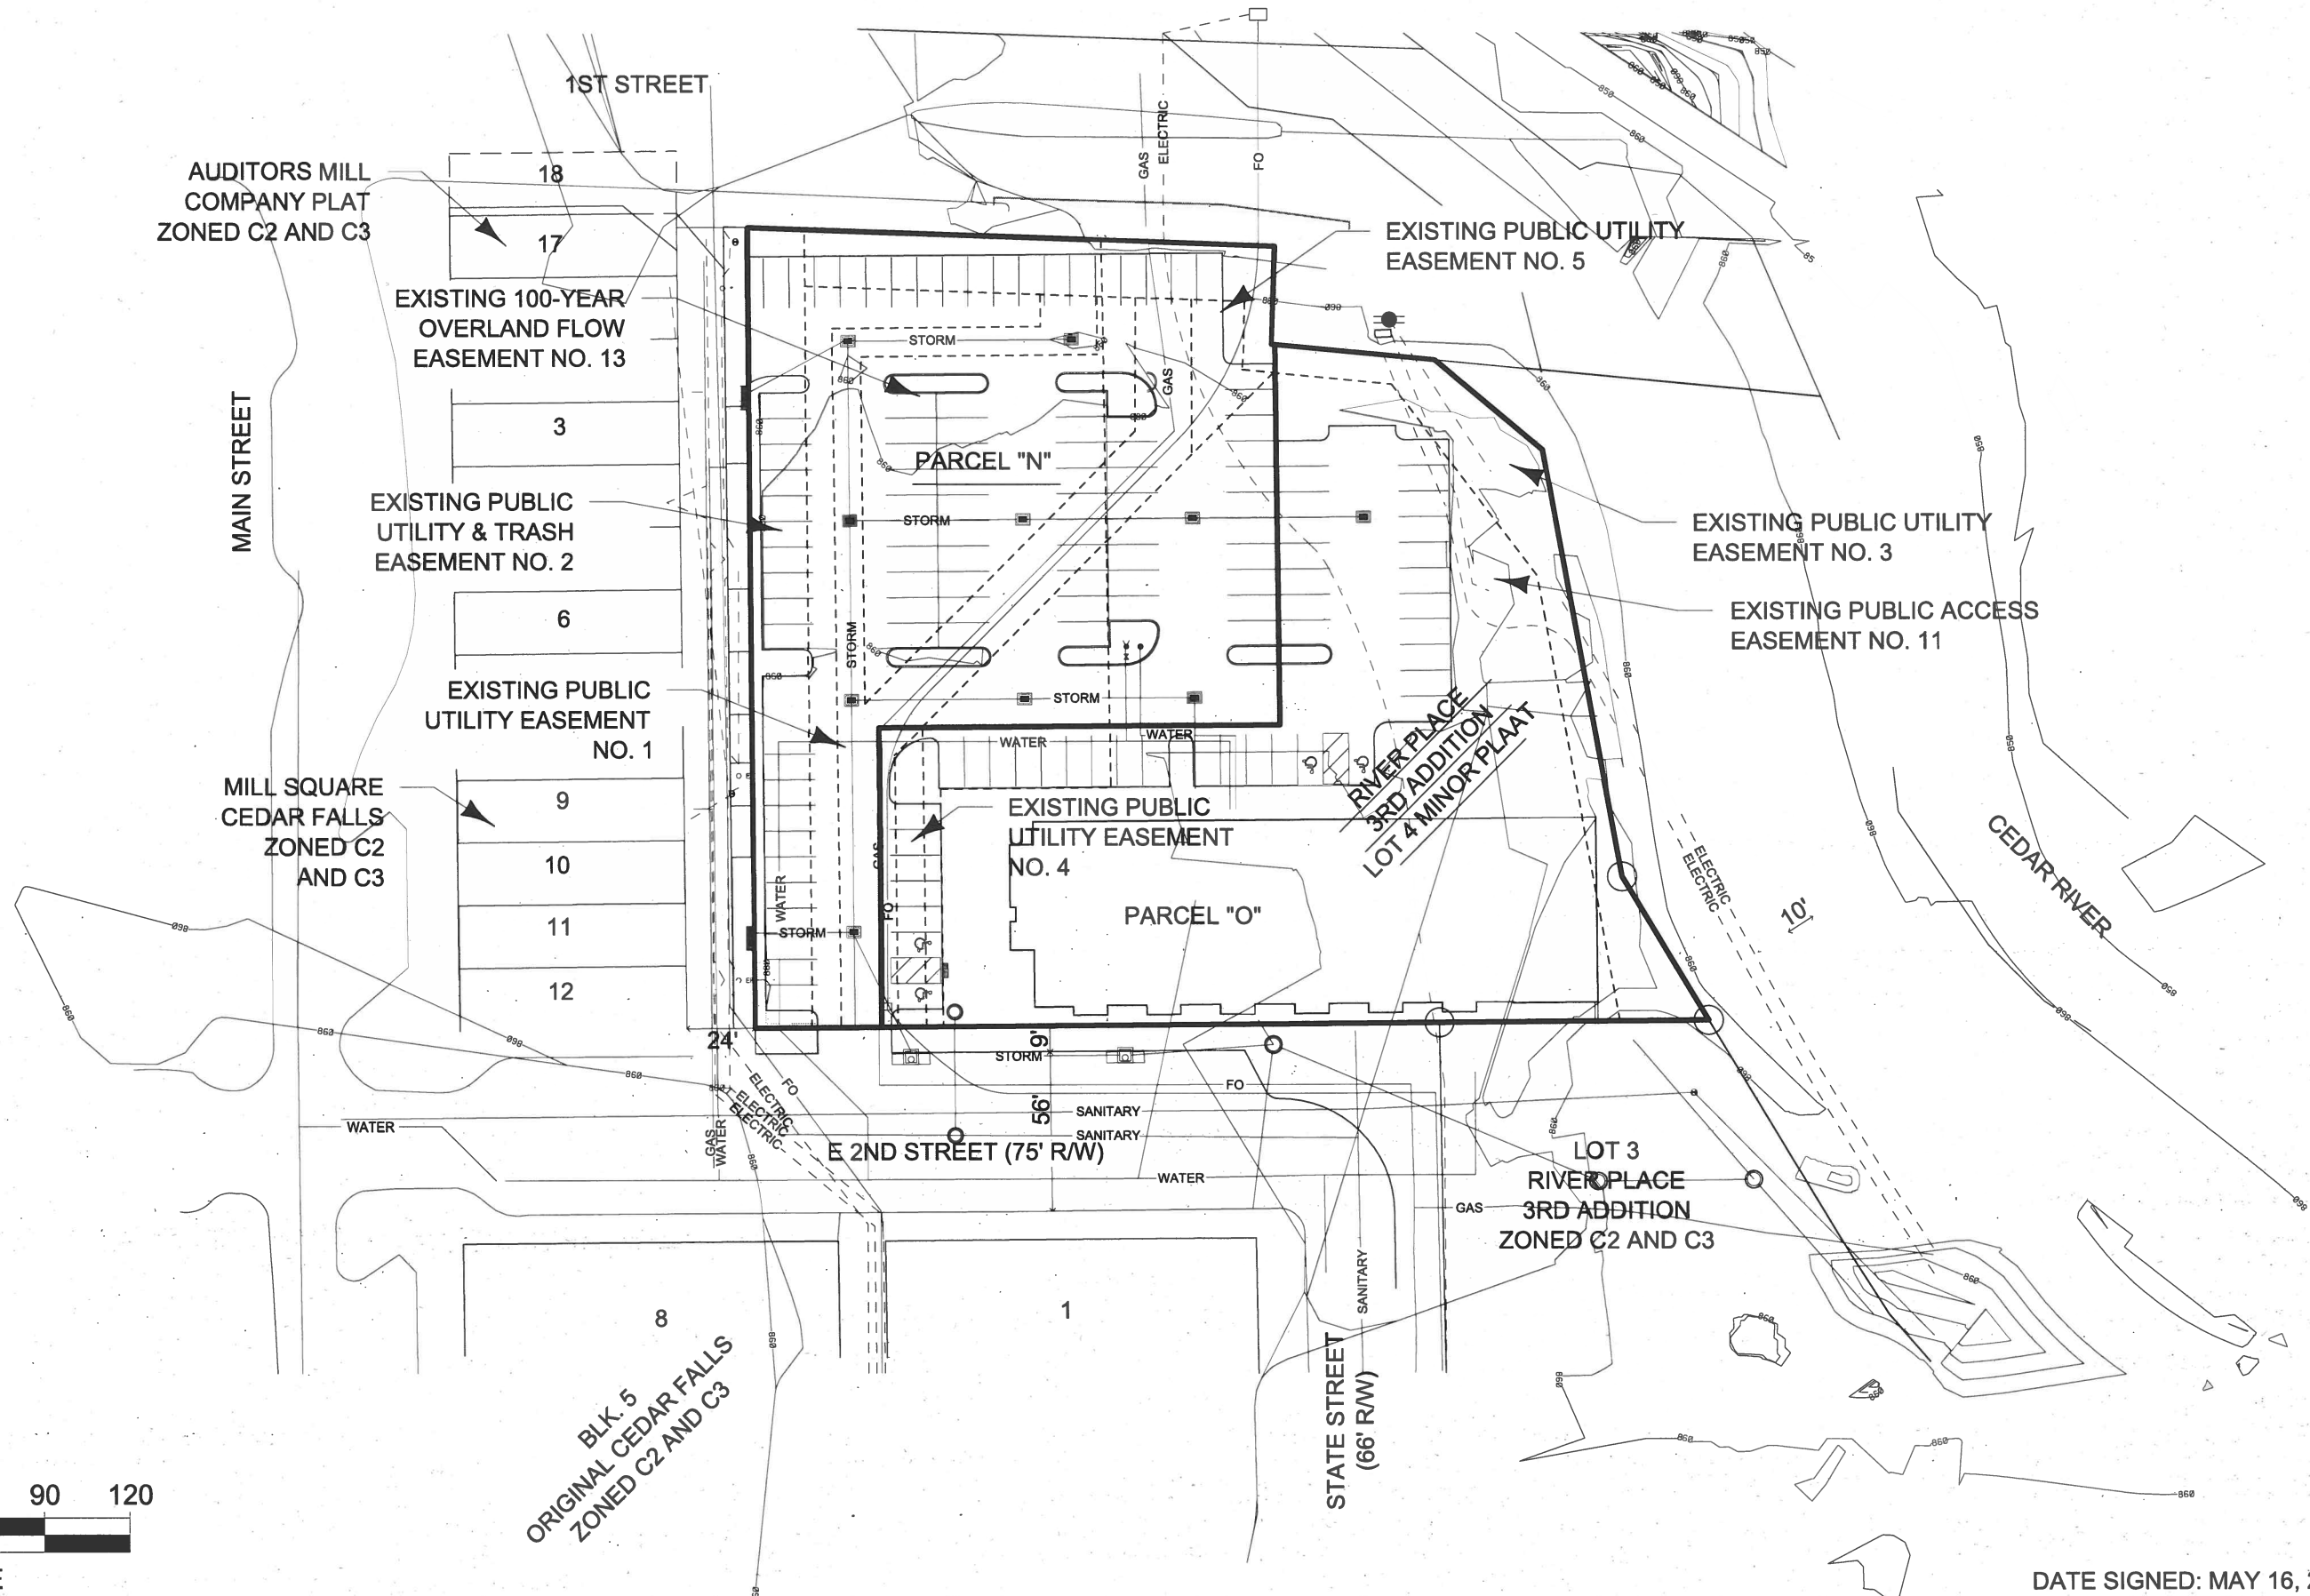 1ST STREET
GAS
ELECTRIC
FO
AUDITORS MILL
COMPANY PLAT
ZONED C2 AND C3
18
17
EXISTING PUBLIC UTILITY
EASEMENT NO. 5
EXISTING 100-YEAR
OVERLAND FLOW
EASEMENT NO. 13
STORM
GAS
MAIN STREET
3
PARCEL "N"
EXISTING PUBLIC
UTILITY & TRASH
EASEMENT NO. 2
STORM
EXISTING PUBLIC UTILITY
EASEMENT NO. 3
EXISTING PUBLIC ACCESS
EASEMENT NO. 11
6
STORM
EXISTING PUBLIC
UTILITY EASEMENT
NO. 1
STORM
WATER
WATER
RIVER PLACE
3RD ADDITION
LOT 4 MINOR PLAAT
MILL SQUARE
CEDAR FALLS
ZONED C2
AND C3
9
10
11
12
EXISTING PUBLIC
UTILITY EASEMENT
NO. 4
GAS
FO
WATER
STORM
PARCEL "O"
ELECTRIC
ELECTRIC
10'
CEDAR RIVER
24'
9'
STORM
56'
FO
ELECTRIC
ELECTRIC
ELECTRIC
FO
SANITARY
SANITARY
WATER
GAS
WATER
E 2ND STREET (75' R/W)
WATER
GAS
LOT 3
RIVER PLACE
3RD ADDITION
ZONED C2 AND C3
SANITARY
8
1
BLK. 5
ORIGINAL CEDAR FALLS
ZONED C2 AND C3
STATE STREET
(66' R/W)
860
850
90 120
DATE SIGNED: MAY 16,